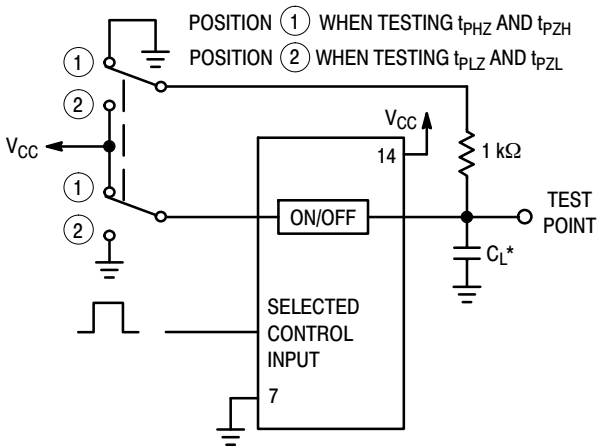 POSITION 1 WHEN TESTING tPHZ AND tPZH
POSITION 2 WHEN TESTING tPLZ AND tPZL
1
2
VCC
1
2
VCC
14
1 kΩ
ON/OFF
TEST
POINT
CL*
SELECTED
CONTROL
INPUT
7